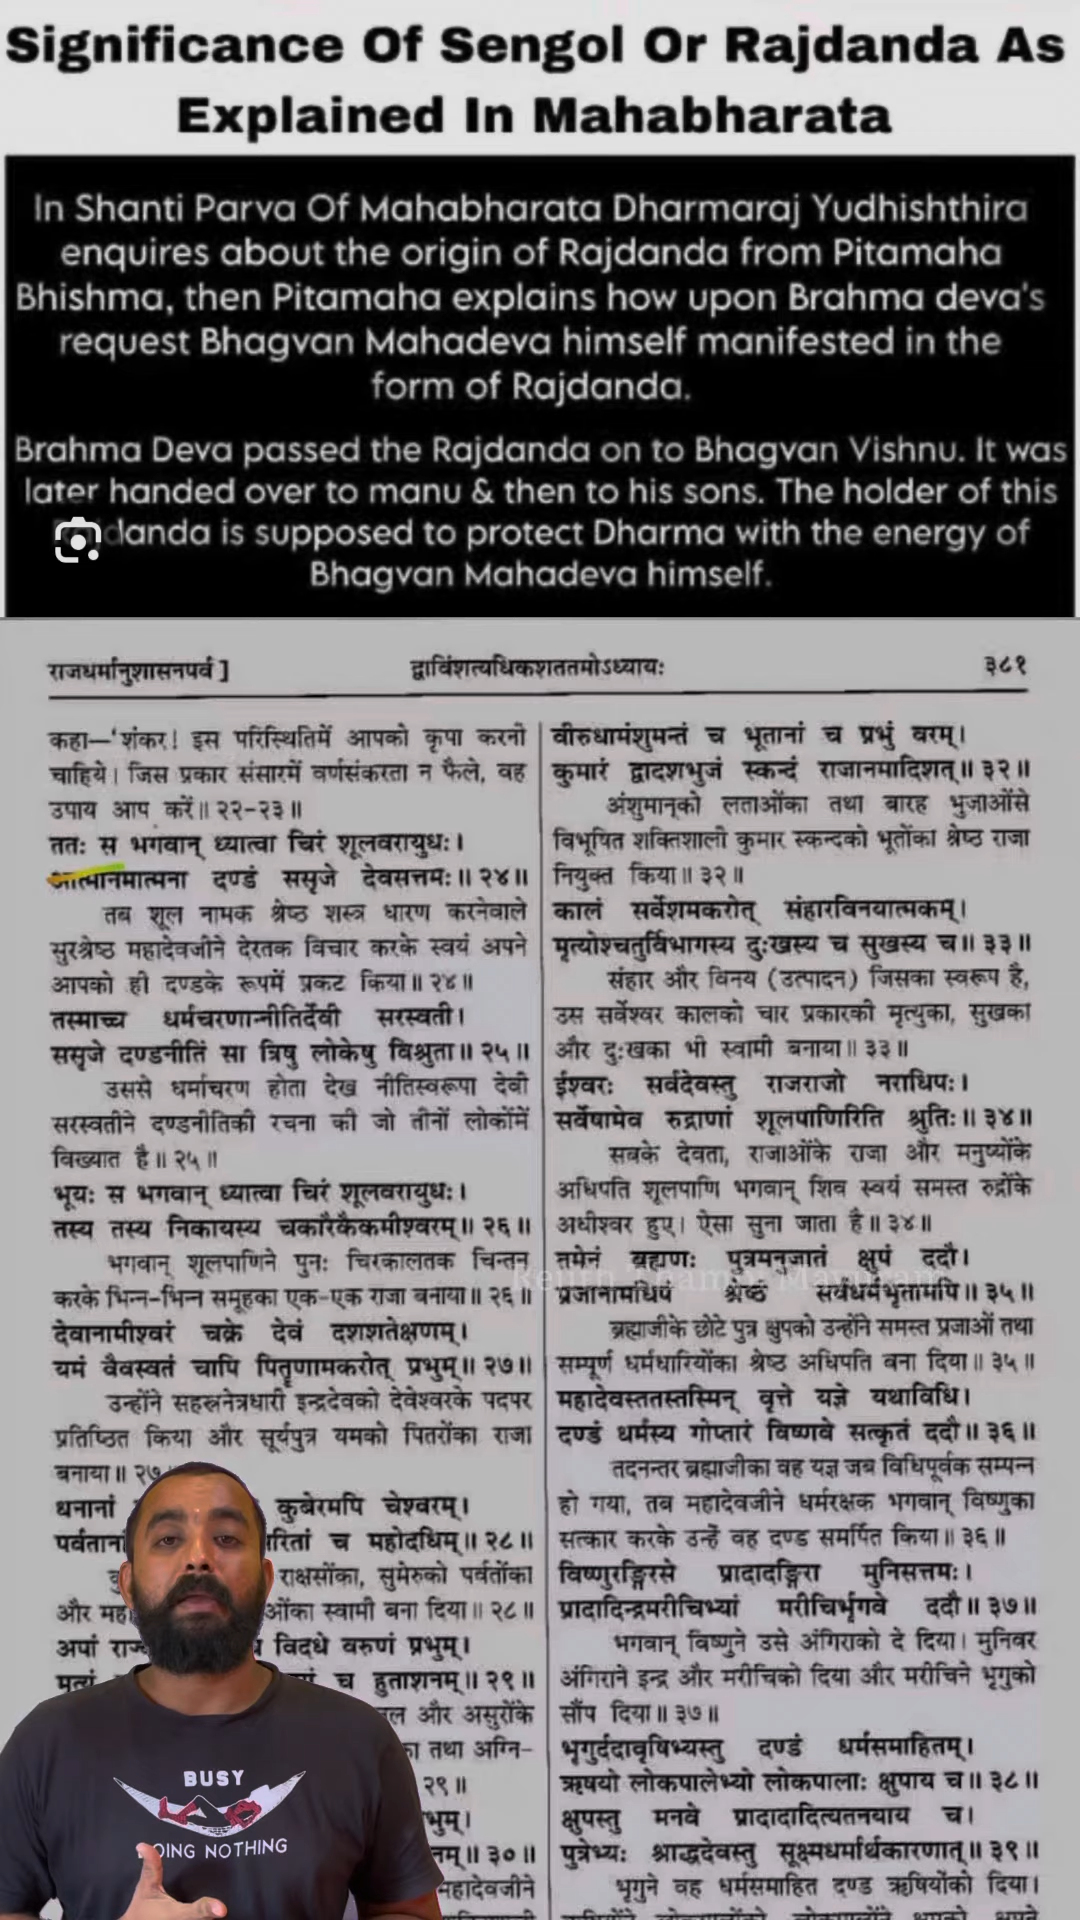 Significance Of Sengol Or Rajdanda As
Explained In Mahabharata
In Shanti Parva Of Mahabharata Dharmaraj Yudhishthira
enquires about the origin of Rajdanda from Pitamaha
Bhishma, then Pitamaha explains how upon Brahma deva's
request Bhagvan Mahadeva himself manifested in the
form of Rajdanda.
Brahma Deva passed the Rajdanda on to Bhagvan Vishnu. It was
later handed over to manu & then to his sons. The holder of this
danda is supposed to protect Dharma with the energy of
Bhagvan Mahadeva himself.
राजधर्मानुशासनपर्व ]
द्वाविंशत्यधिकशततमोऽध्यायः
३८१
कहा—'शंकर! इस परिस्थितिमें आपको कृपा करनी
चाहिये। जिस प्रकार संसारमें वर्णसंकरता न फैले, वह
उपाय आप करें॥ २२-२३॥
ततः स भगवान् ध्यात्वा चिरं शूलवरायुधः।
आत्मानमात्मना दण्डं ससृजे देवसत्तमः॥ २४॥
तब शूल नामक श्रेष्ठ शस्त्र धारण करनेवाले
सुरश्रेष्ठ महादेवजीने देरतक विचार करके स्वयं अपने
आपको ही दण्डके रूपमें प्रकट किया॥ २४॥
तस्माच्च धर्मचरणान्नीतिर्देवी सरस्वती।
ससृजे दण्डनीतिं सा त्रिषु लोकेषु विश्रुता॥ २५॥
उससे धर्माचरण होता देख नीतिस्वरूपा देवी
सरस्वतीने दण्डनीतिकी रचना की जो तीनों लोकोंमें
विख्यात है॥ २५॥
भूयः स भगवान् ध्यात्वा चिरं शूलवरायुधः।
तस्य तस्य निकायस्य चकारैकैकमीश्वरम्॥ २६॥
भगवान् शूलपाणिने पुनः चिरकालतक चिन्तन
करके भिन्न-भिन्न समूहका एक-एक राजा बनाया॥ २६॥
देवानामीश्वरं चक्रे देवं दशशतेक्षणम्।
यमं वैवस्वतं चापि पितॄणामकरोत् प्रभुम्॥ २७॥
उन्होंने सहस्रनेत्रधारी इन्द्रदेवको देवेश्वरके पदपर
प्रतिष्ठित किया और सूर्यपुत्र यमको पितरोंका राजा
बनाया॥ २७
धनानां कुबेरमपि चेश्वरम्।
पर्वतानां रितां च महोदधिम्॥ २८॥
राक्षसोंका, सुमेरुको पर्वतोंका
और ओंका स्वामी बना दिया॥ २८॥
अपां विदधे वरुणं प्रभुम्।
च हुताशनम्॥ २९॥
और असुरोंके
तथा अग्नि-
२९॥
भुम्।
नम्॥ ३०॥
महादेवजीने
वीरुधामंशुमन्तं च भूतानां च प्रभुं वरम्।
कुमारं द्वादशभुजं स्कन्दं राजानमादिशत्॥ ३२॥
अंशुमान्‌को लताओंका तथा बारह भुजाओंसे
विभूषित शक्तिशाली कुमार स्कन्दको भूतोंका श्रेष्ठ राजा
नियुक्त किया॥ ३२॥
कालं सर्वेशमकरोत् संहारविनयात्मकम्।
मृत्योश्चतुर्विभागस्य दुःखस्य च सुखस्य च॥ ३३॥
संहार और विनय (उत्पादन) जिसका स्वरूप है,
उस सर्वेश्वर कालको चार प्रकारकी मृत्युका, सुखका
और दुःखका भी स्वामी बनाया॥ ३३॥
ईश्वरः सर्वदेवस्तु राजराजो नराधिपः।
सर्वेषामेव रुद्राणां शूलपाणिरिति श्रुतिः॥ ३४॥
सबके देवता, राजाओंके राजा और मनुष्योंके
अधिपति शूलपाणि भगवान् शिव स्वयं समस्त रुद्रोंके
अधीश्वर हुए। ऐसा सुना जाता है॥ ३४॥
तमेनं ब्रह्मणः पुत्रमनुजातं क्षुपं ददौ।
प्रजानामधिपं श्रेष्ठं सर्वधर्मभृतामपि॥ ३५॥
ब्रह्माजीके छोटे पुत्र क्षुपको उन्होंने समस्त प्रजाओं तथा
सम्पूर्ण धर्मधारियोंका श्रेष्ठ अधिपति बना दिया॥ ३५॥
महादेवस्ततस्तस्मिन् वृत्ते यज्ञे यथाविधि।
दण्डं धर्मस्य गोप्तारं विष्णवे सत्कृतं ददौ॥ ३६॥
तदनन्तर ब्रह्माजीका वह यज्ञ जब विधिपूर्वक सम्पन्न
हो गया, तब महादेवजीने धर्मरक्षक भगवान् विष्णुका
सत्कार करके उन्हें वह दण्ड समर्पित किया॥ ३६॥
विष्णुरङ्गिरसे प्रादादङ्गिरा मुनिसत्तमः।
प्रादादिन्द्रमरीचिभ्यां मरीचिर्भृगवे ददौ॥ ३७॥
भगवान् विष्णुने उसे अंगिराको दे दिया। मुनिवर
अंगिराने इन्द्र और मरीचिको दिया और मरीचिने भृगुको
सौंप दिया॥ ३७॥
भृगुर्ददावृषिभ्यस्तु दण्डं धर्मसमाहितम्।
ऋषयो लोकपालेभ्यो लोकपालाः क्षुपाय च॥ ३८॥
क्षुपस्तु मनवे प्रादादादित्यतनयाय च।
पुत्रेभ्यः श्राद्धदेवस्तु सूक्ष्मधर्मार्थकारणात्॥ ३९॥
भृगुने वह धर्मसमाहित दण्ड ऋषियोंको दिया।
BUSY
DOING NOTHING